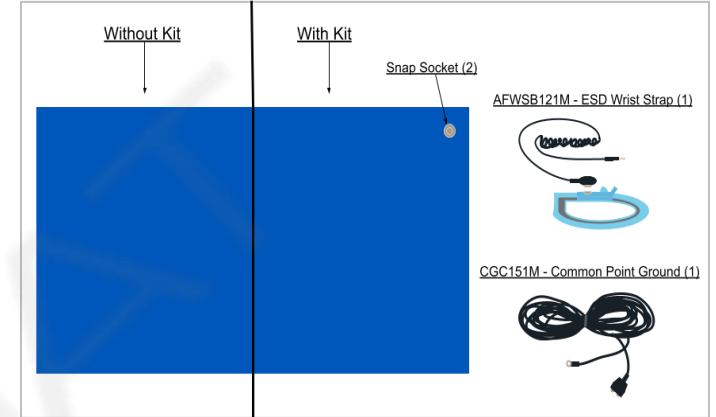 Without Kit
With Kit
Snap Socket (2)
AFWSB121M - ESD Wrist Strap (1)
CGC151M - Common Point Ground (1)